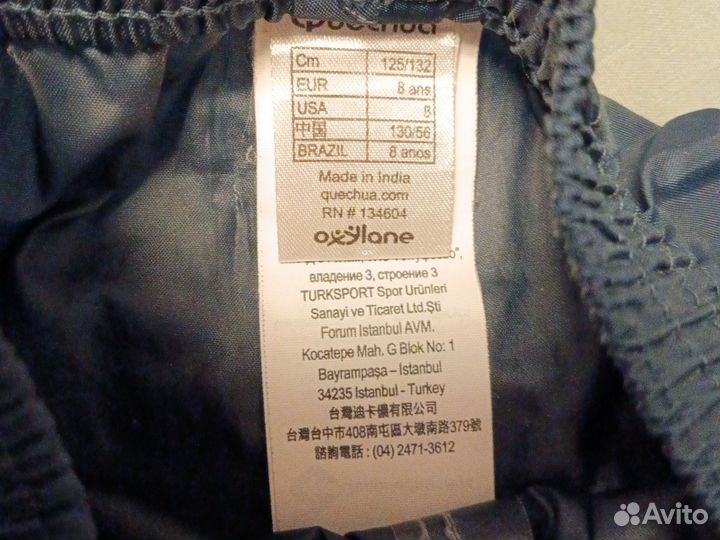 quechua
Cm 125/132
EUR 8 ans
USA 8
中国 130/56
BRAZIL 8 anos
Made in India
quechua.com
RN # 134604
oxylane
владение 3, строение 3
TURKSPORT Spor Urünleri
Sanayi ve Ticaret Ltd.Şti
Forum Istanbul AVM.
Kocatepe Mah. G Blok No: 1
Bayrampaşa – Istanbul
34235 Istanbul - Turkey
台灣迪卡儂有限公司
台灣台中市408南屯區大墩南路379號
諮詢電話 : (04) 2471-3612
Avito